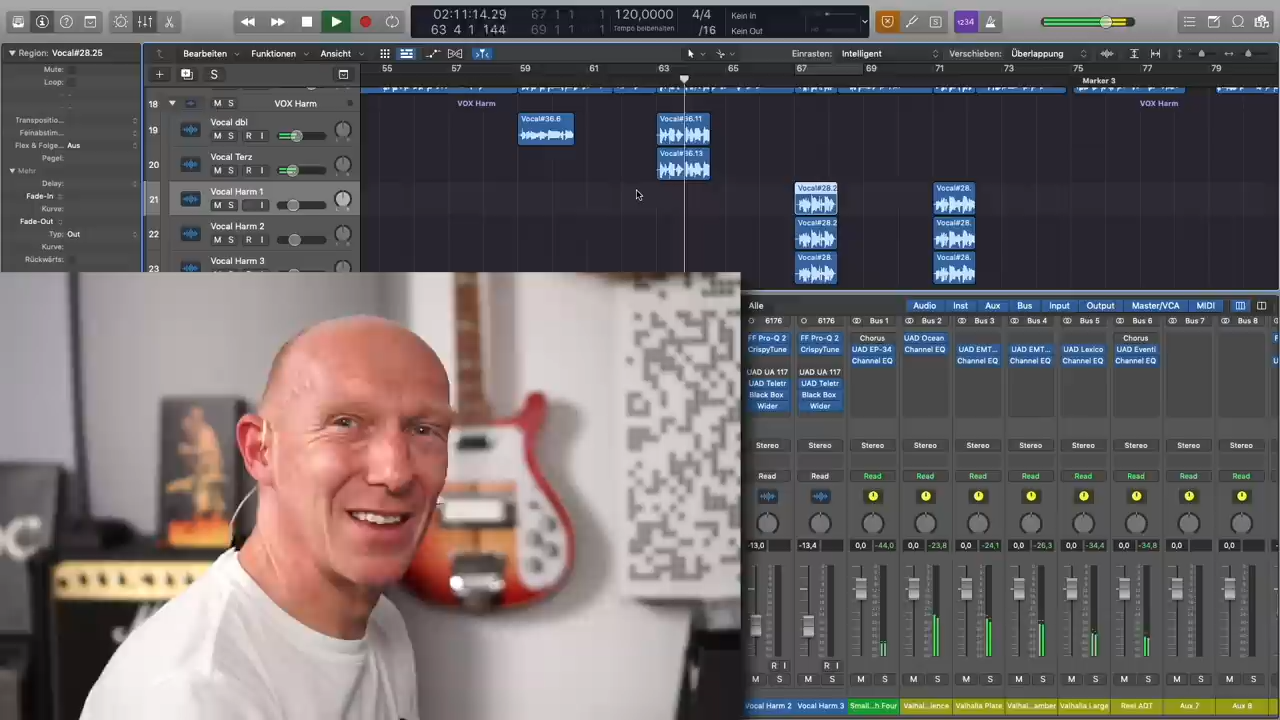 02:11:14.29
63 4 1 144
67 1 1
69 1 1
120,0000
Tempo beibehalten
4/4
/16
Kein In
Kein Out
1234
Region: Vocal#28.25
Bearbeiten
Funktionen
Ansicht
Einrasten: Intelligent
Verschieben: Überlappung
Mute:
Loop:
S
55 57 59 61 63 65 67 69 71 73 75 77 79
Marker 3
Transpositio...
Feinabstim...
Flex & Folge... Aus
Pegel:
Mehr
Delay:
Fade-In
Kurve:
Fade-Out
Typ: Out
Kurve:
Rückwärts:
18 M S VOX Harm
VOX Harm
VOX Harm
19 Vocal dbl
M S R I
Vocal#36.6
20 Vocal Terz
M S R I
21 Vocal Harm 1
M S I
Vocal#28.2
Vocal#28.
22 Vocal Harm 2
M S R I
Vocal#28.2
Vocal#28.
23 Vocal Harm 3
Vocal#28.
Vocal#28.
Alle
Audio Inst Aux Bus Input Output Master/VCA MIDI
6176 6176 Bus 1 Bus 2 Bus 3 Bus 4 Bus 5 Bus 6 Bus 7 Bus 8
FF Pro-Q 2 FF Pro-Q 2 Chorus UAD Ocean Chorus
CrispyTune CrispyTune UAD EP-34 Channel EQ UAD EMT... UAD EMT... UAD Lexico UAD Eventi
Channel EQ Channel EQ Channel EQ Channel EQ Channel EQ
UAD UA 117 UAD UA 117
UAD Teletr UAD Teletr
Black Box Black Box
Wider Wider
Stereo Stereo Stereo Stereo Stereo Stereo Stereo Stereo Stereo Stereo
Read Read Read Read Read Read Read Read Read Read
-13,0 -13,4 0,0 -44,0 0,0 -23,8 0,0 -24,1 0,0 -26,3 0,0 -34,4 0,0 -34,8 0,0 0,0
R I R I
M S M S M S M S M S M S M S M S M S M S
Vocal Harm 2 Vocal Harm 3 Small...h Four Valhal...ience Valhalla Plate Valhal...amber Valhalla Large Reel ADT Aux 7 Aux 8